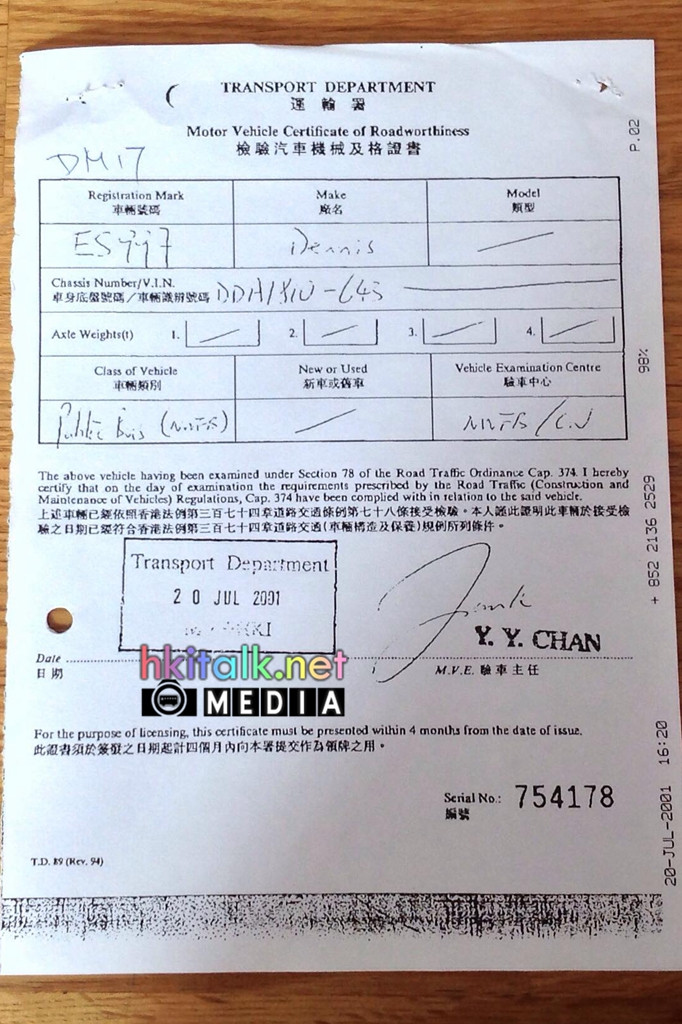 TRANSPORT DEPARTMENT
運輸署
Motor Vehicle Certificate of Roadworthiness
檢驗汽車機械及格證書
DM17
Registration Mark
車輛號碼
Make
廠名
Model
類型
Dennis
Chassis Number/V.I.N.
車身底盤號碼／車輛識辨號碼
Axle Weights(t) 1. 2. 3. 4.
Class of Vehicle
車輛類別
New or Used
新車或舊車
Vehicle Examination Centre
驗車中心
Public Bus
The above vehicle having been examined under Section 78 of the Road Traffic Ordinance Cap. 374. I hereby
certify that on the day of examination the requirements prescribed by the Road Traffic (Construction and
Maintenance of Vehicles) Regulations, Cap. 374 have been complied with in relation to the said vehicle.
上述車輛已經依照香港法例第三百七十四章道路交通條例第七十八條接受檢驗。本人謹此證明此車輛於接受檢
驗之日期已經符合香港法例第三百七十四章道路交通(車輛構造及保養)規例所列條件。
Transport Department
20 JUL 2001
Y. Y. CHAN
Date
日期
M.V.E. 驗車主任
hkitalk.net
MEDIA
For the purpose of licensing, this certificate must be presented within 4 months from the date of issue.
此證書須於簽發之日期起計四個月內向本署提交作為領牌之用。
Serial No.: 754178
編號
T.D. 89 (Rev. 94)
P.02
98%
+ 852 2136 2529
20-JUL-2001 16:20